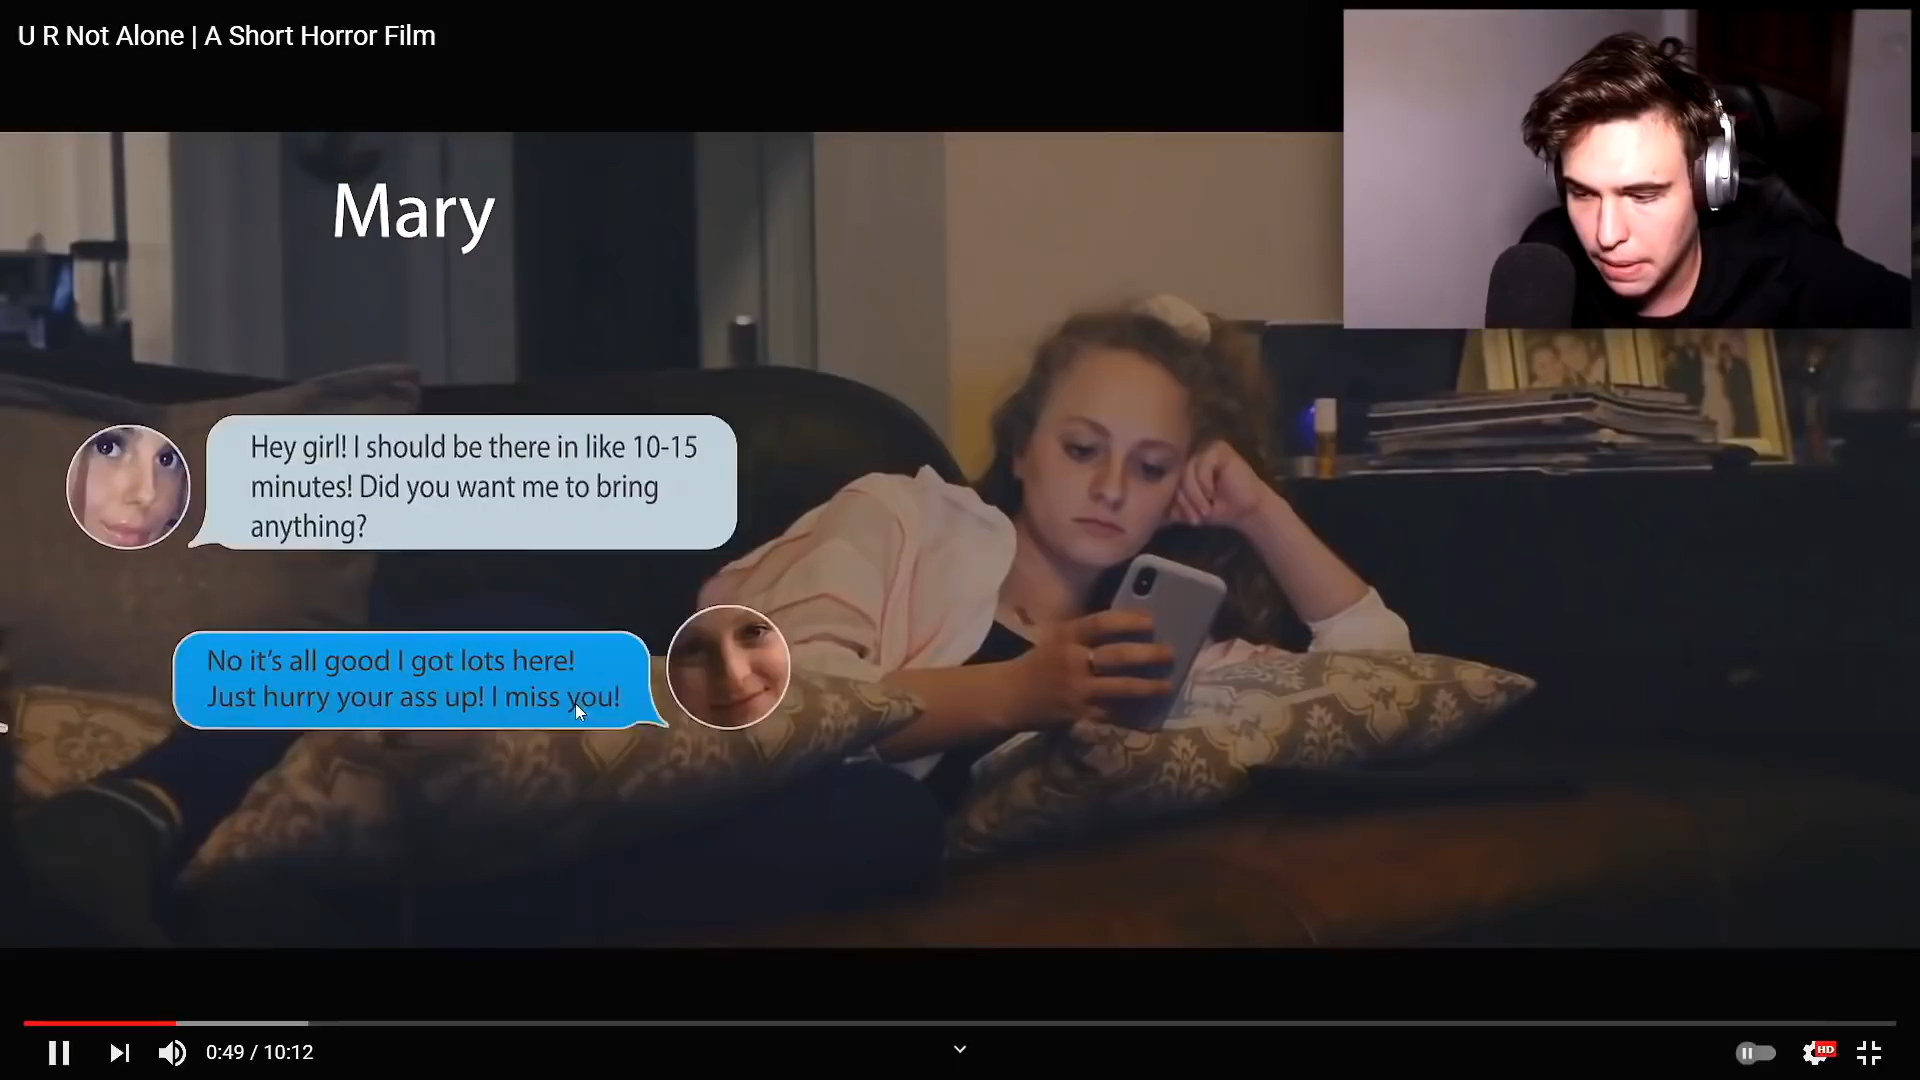 U R Not Alone | A Short Horror Film
Mary
Hey girl! I should be there in like 10-15
minutes! Did you want me to bring
anything?
No it's all good I got lots here!
Just hurry your ass up! I miss you!
0:49 / 10:12
HD